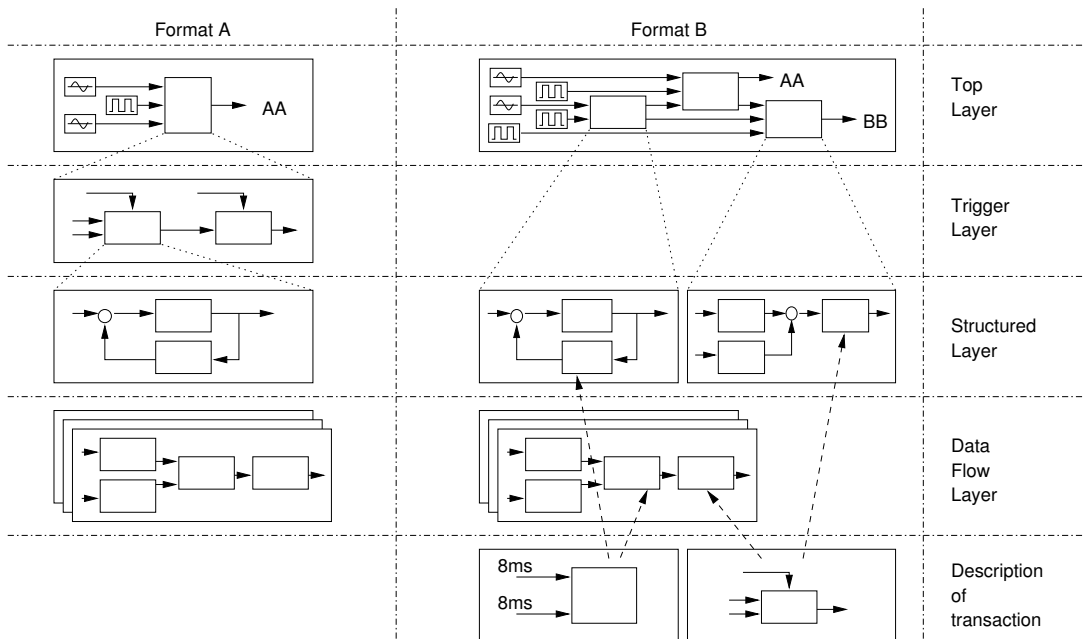 Format A
Format B
AA
AA
BB
Top
Layer
Trigger
Layer
Structured
Layer
Data
Flow
Layer
8ms
8ms
Description
of
transaction